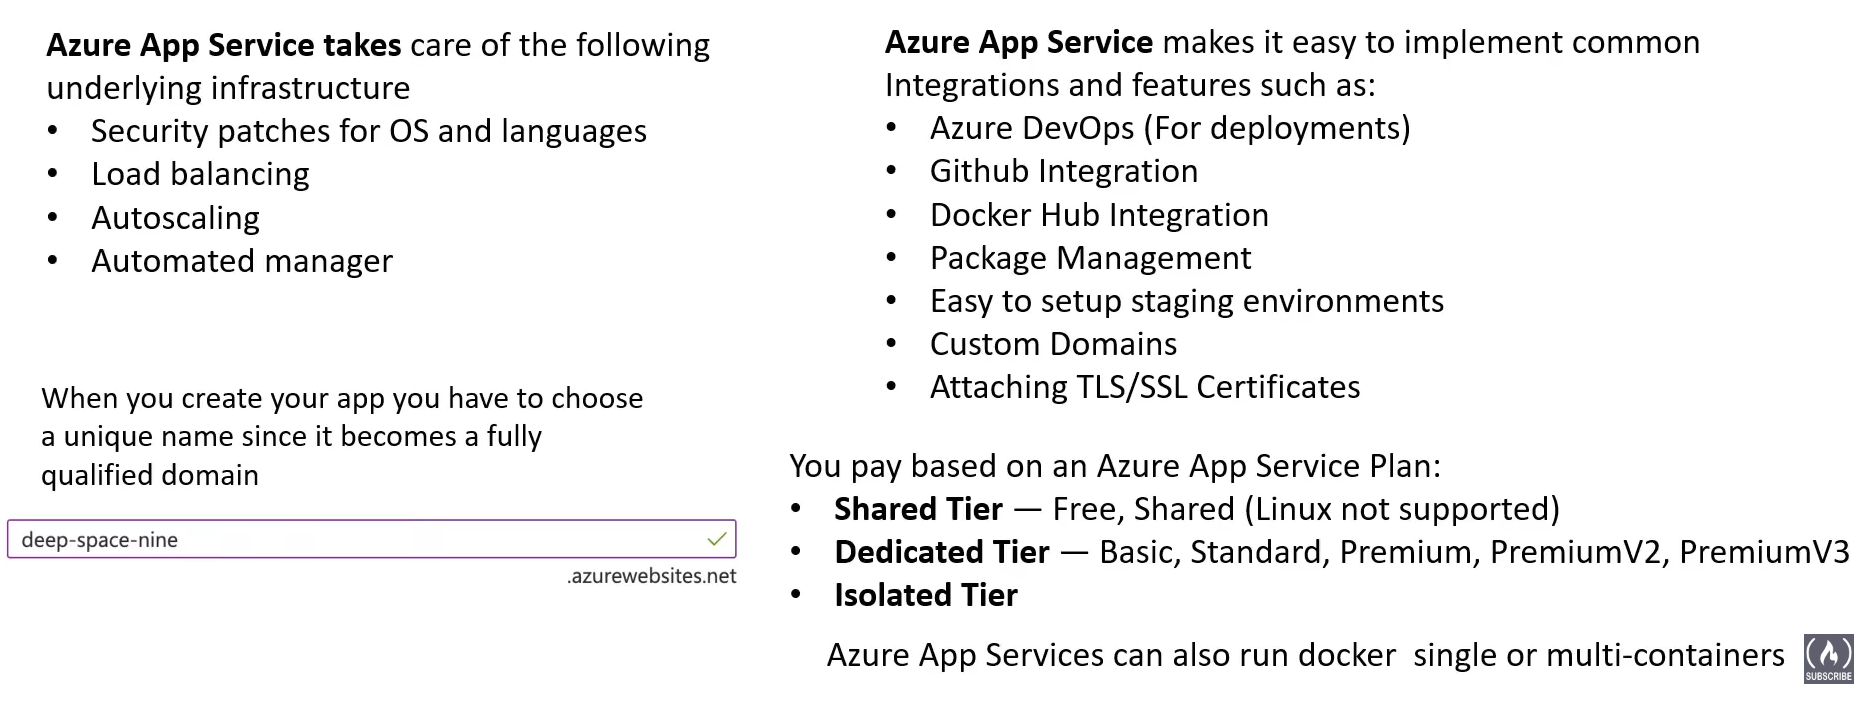 Azure App Service takes care of the following
underlying infrastructure
• Security patches for OS and languages
• Load balancing
• Autoscaling
• Automated manager
When you create your app you have to choose
a unique name since it becomes a fully
qualified domain
deep-space-nine
.azurewebsites.net
Azure App Service makes it easy to implement common
Integrations and features such as:
• Azure DevOps (For deployments)
• Github Integration
• Docker Hub Integration
• Package Management
• Easy to setup staging environments
• Custom Domains
• Attaching TLS/SSL Certificates
You pay based on an Azure App Service Plan:
• Shared Tier — Free, Shared (Linux not supported)
• Dedicated Tier — Basic, Standard, Premium, PremiumV2, PremiumV3
• Isolated Tier
Azure App Services can also run docker  single or multi-containers
SUBSCRIBE